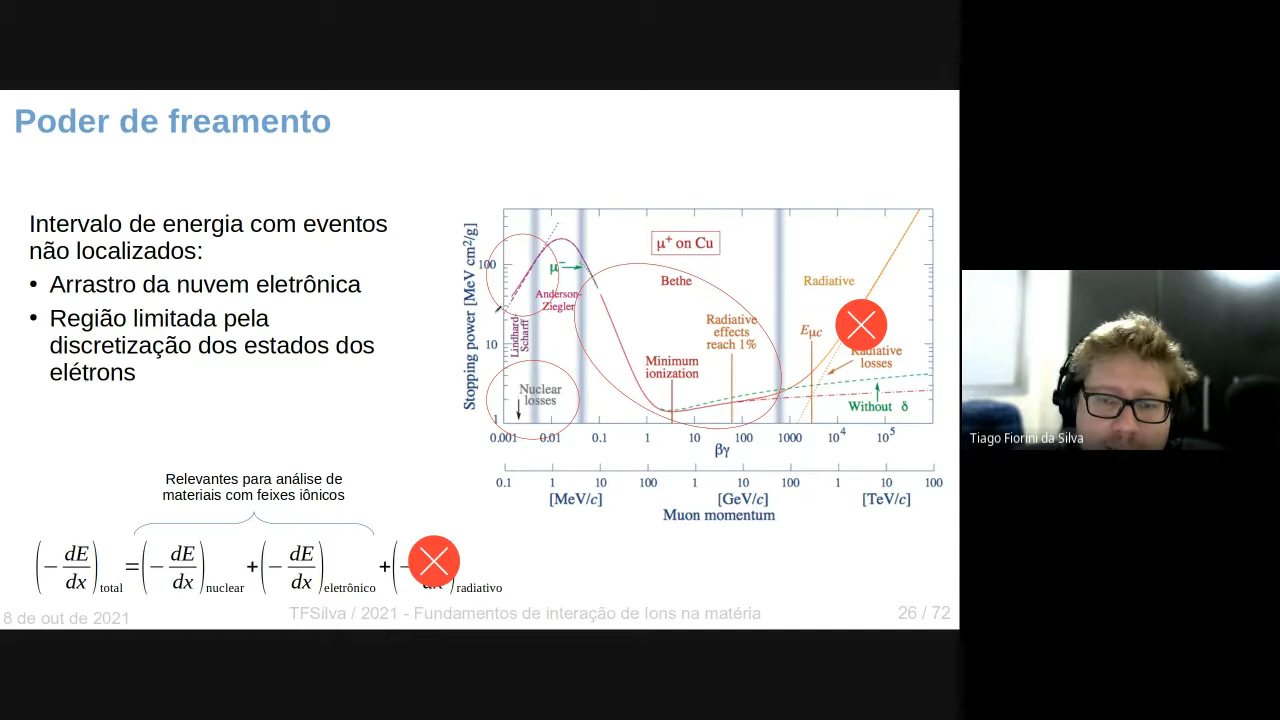 Poder de freamento
Intervalo de energia com eventos
não localizados:
• Arrastro da nuvem eletrônica
• Região limitada pela
discretização dos estados dos
elétrons
Relevantes para análise de
materiais com feixes iônicos
(− dE/dx)total = (− dE/dx)nuclear + (− dE/dx)eletrônico + (− dx)radiativo
Stopping power [MeV cm²/g]
100
10
1
μ⁺ on Cu
μ⁻
Bethe
Radiative
Anderson-
Ziegler
Lindhard-
Scharff
Radiative
effects
reach 1%
Eμc
Radiative
losses
Minimum
ionization
Nuclear
losses
Without δ
0.001 0.01 0.1 1 10 100 1000 10⁴ 10⁵
βγ
0.1 1 10 100 1 10 100 1 10 100
[MeV/c] [GeV/c] [TeV/c]
Muon momentum
8 de out de 2021
TFSilva / 2021 - Fundamentos de interação de íons na matéria
26 / 72
Tiago Fiorini da Silva